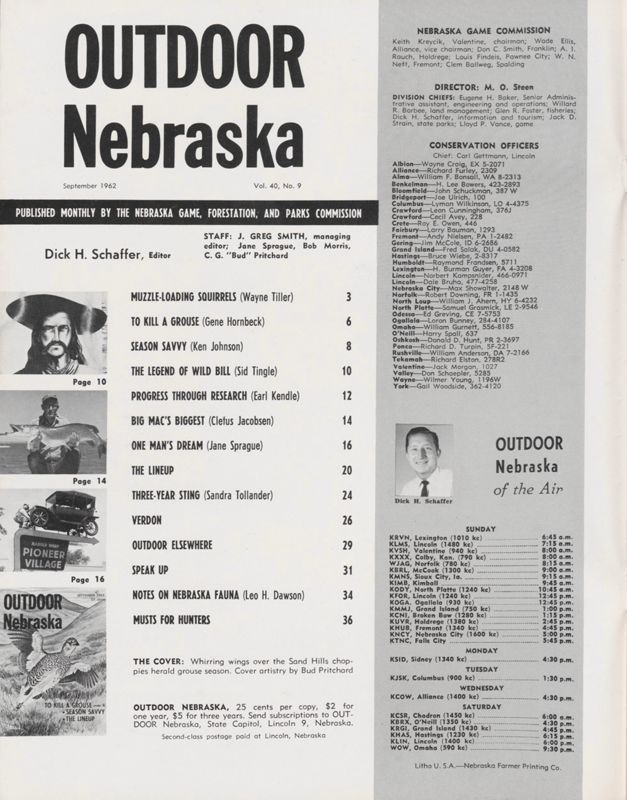 OUTDOOR
Nebraska
September 1962 Vol. 40, No. 9
PUBLISHED MONTHLY BY THE NEBRASKA GAME, FORESTATION, AND PARKS COMMISSION
Dick H. Schaffer, Editor
STAFF: J. GREG SMITH, managing
editor; Jane Sprague, Bob Morris,
C. G. "Bud" Pritchard
MUZZLE-LOADING SQUIRRELS (Wayne Tiller) 3
TO KILL A GROUSE (Gene Hornbeck) 6
SEASON SAVVY (Ken Johnson) 8
THE LEGEND OF WILD BILL (Sid Tingle) 10
PROGRESS THROUGH RESEARCH (Earl Kendle) 12
BIG MAC'S BIGGEST (Cletus Jacobsen) 14
ONE MAN'S DREAM (Jane Sprague) 16
THE LINEUP 20
THREE-YEAR STING (Sandra Tollander) 24
VERDON 26
OUTDOOR ELSEWHERE 29
SPEAK UP 31
NOTES ON NEBRASKA FAUNA (Leo H. Dawson) 34
MUSTS FOR HUNTERS 36
Page 10
Page 14
PIONEER
VILLAGE
Page 16
OUTDOOR
Nebraska
TO KILL A GROUSE
SEASON SAVVY
THE LINEUP
THE COVER: Whirring wings over the Sand Hills chop-
pies herald grouse season. Cover artistry by Bud Pritchard
OUTDOOR NEBRASKA, 25 cents per copy, $2 for
one year, $5 for three years. Send subscriptions to OUT-
DOOR Nebraska, State Capitol, Lincoln 9, Nebraska.
Second-class postage paid at Lincoln, Nebraska
NEBRASKA GAME COMMISSION
Keith Kreycik, Valentine, chairman; Wade Ellis,
Alliance, vice chairman; Don C. Smith, Franklin; A. I.
Rauch, Holdrege; Louis Findeis, Pawnee City; W. N.
Neff, Fremont; Clem Ballweg, Spalding
DIRECTOR: M. O. Steen
DIVISION CHIEFS: Eugene H. Baker, Senior Adminis-
trative assistant, engineering and operations; Willard
R. Barbee, land management; Glen R. Foster, fisheries;
Dick H. Schaffer, information and tourism; Jack D.
Strain, state parks; Lloyd P. Vance, game
CONSERVATION OFFICERS
Chief: Carl Gettmann, Lincoln
Albion—Wayne Craig, EX 5-2071
Alliance—Richard Furley, 2309
Alma—William F. Bonsall, WA 8-2313
Benkelman—H. Lee Bowers, 423-2893
Bloomfield—John Schuckman, 387 W
Bridgeport—Joe Ulrich, 100
Columbus—Lyman Wilkinson, LO 4-4375
Crawford—Leon Cunningham, 376J
Crawford—Cecil Avey, 228
Crete—Roy E. Owen, 446
Fairbury—Larry Bauman, 1293
Fremont—Andy Nielsen, PA 1-2482
Gering—Jim McCole, ID 6-2686
Grand Island—Fred Salak, DU 4-0582
Hastings—Bruce Wiebe, 2-8317
Humboldt—Raymond Frandsen, 5711
Lexington—H. Burman Guyer, FA 4-3208
Lincoln—Norbert Kampsnider, 466-0971
Lincoln—Dale Bruha, 477-4258
Nebraska City—Max Showalter, 2148 W
Norfolk—Robert Downing, FR 1-1435
North Loup—William J. Ahern, HY 6-4232
North Platte—Samuel Grasmick, LE 2-9546
Odessa—Ed Greving, CE 7-5753
Ogallala—Loron Bunney, 284-4107
Omaha—William Gurnett, 556-8185
O'Neill—Harry Spall, 637
Oshkosh—Donald D. Hunt, PR 2-3697
Ponca—Richard D. Turpin, 5F-221
Rushville—William Anderson, DA 7-2166
Tekamah—Richard Elston, 278R2
Valentine—Jack Morgan, 1027
Valley—Don Schaepler, 5285
Wayne—Wilmer Young, 1196W
York—Gail Woodside, 362-4120
Dick H. Schaffer
OUTDOOR
Nebraska
of the Air
SUNDAY
KRVN, Lexington (1010 kc) 6:45 a.m.
KLMS, Lincoln (1480 kc) 7:15 a.m.
KVSH, Valentine (940 kc) 8:00 a.m.
KXXX, Colby, Kan. (790 kc) 8:00 a.m.
WJAG, Norfolk (780 kc) 8:15 a.m.
KBRL, McCook (1300 kc) 9:00 a.m.
KMNS, Sioux City, Ia. 9:15 a.m.
KIMB, Kimball 9:45 a.m.
KODY, North Platte (1240 kc) 10:45 a.m.
KFOR, Lincoln (1240 kc) 12:45 p.m.
KOGA, Ogallala (930 kc) 12:45 p.m.
KMMJ, Grand Island (750 kc) 1:00 p.m.
KCNI, Broken Bow (1280 kc) 1:15 p.m.
KUVR, Holdrege (1380 kc) 2:45 p.m.
KHUB, Fremont (1340 kc) 4:45 p.m.
KNCY, Nebraska City (1600 kc) 5:00 p.m.
KTNC, Falls City 5:45 p.m.
MONDAY
KSID, Sidney (1340 kc) 4:30 p.m.
TUESDAY
KJSK, Columbus (900 kc) 1:30 p.m.
WEDNESDAY
KCOW, Alliance (1400 kc) 4:30 p.m.
SATURDAY
KCSR, Chadron (1450 kc) 6:00 a.m.
KBRX, O'Neill (1350 kc) 4:30 p.m.
KRGI, Grand Island (1430 kc) 4:45 p.m.
KHAS, Hastings (1230 kc) 6:15 p.m.
KLIN, Lincoln (1400 kc) 6:00 p.m.
WOW, Omaha (590 kc) 9:30 p.m.
Litho U.S.A.—Nebraska Farmer Printing Co.